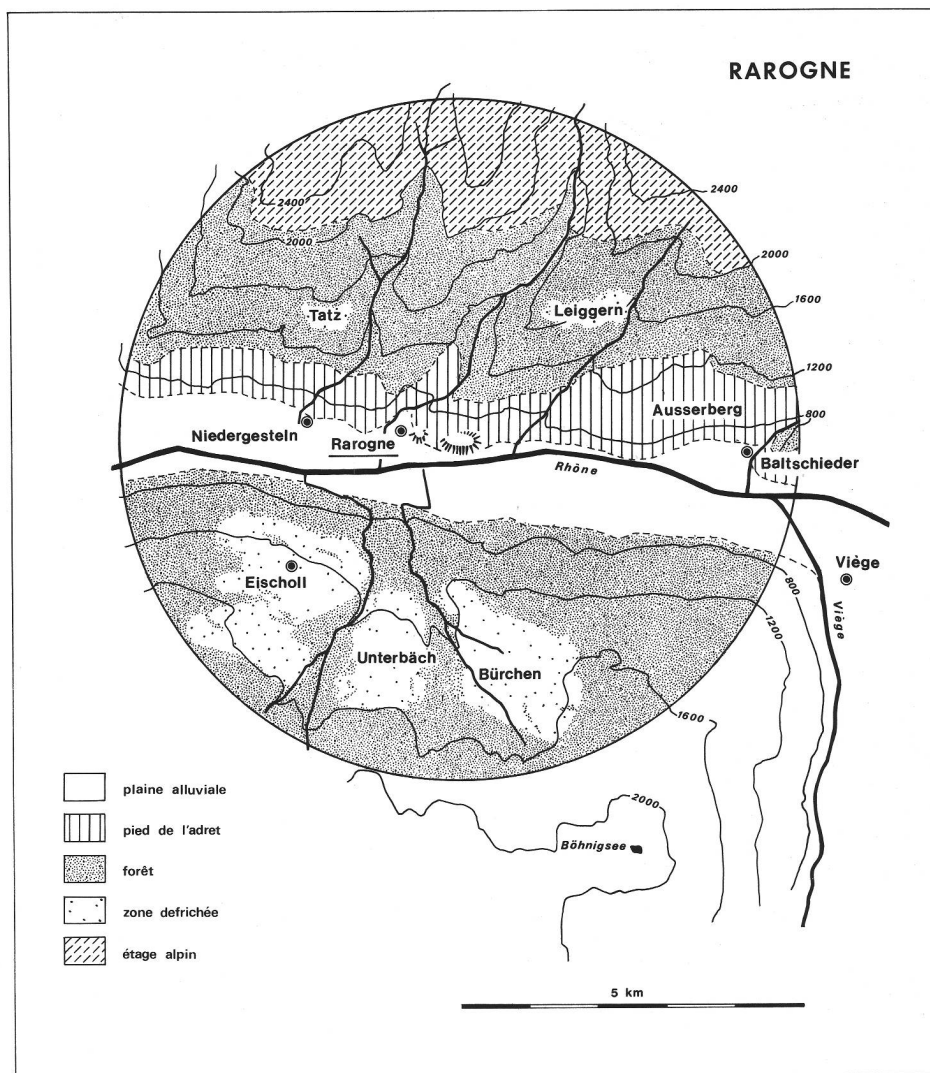 RAROGNE
2400
2400
2000
2000
1600
Tatz
Leiggern
1200
Ausserberg
800
Niedergesteln
Rarogne
Baltschieder
Rhône
Viège
Eischoll
800
Viège
1200
Unterbäch
Bürchen
1600
plaine alluviale
2000
pied de l'adret
Böhnigsee
forêt
zone defrichée
étage alpin
5 km